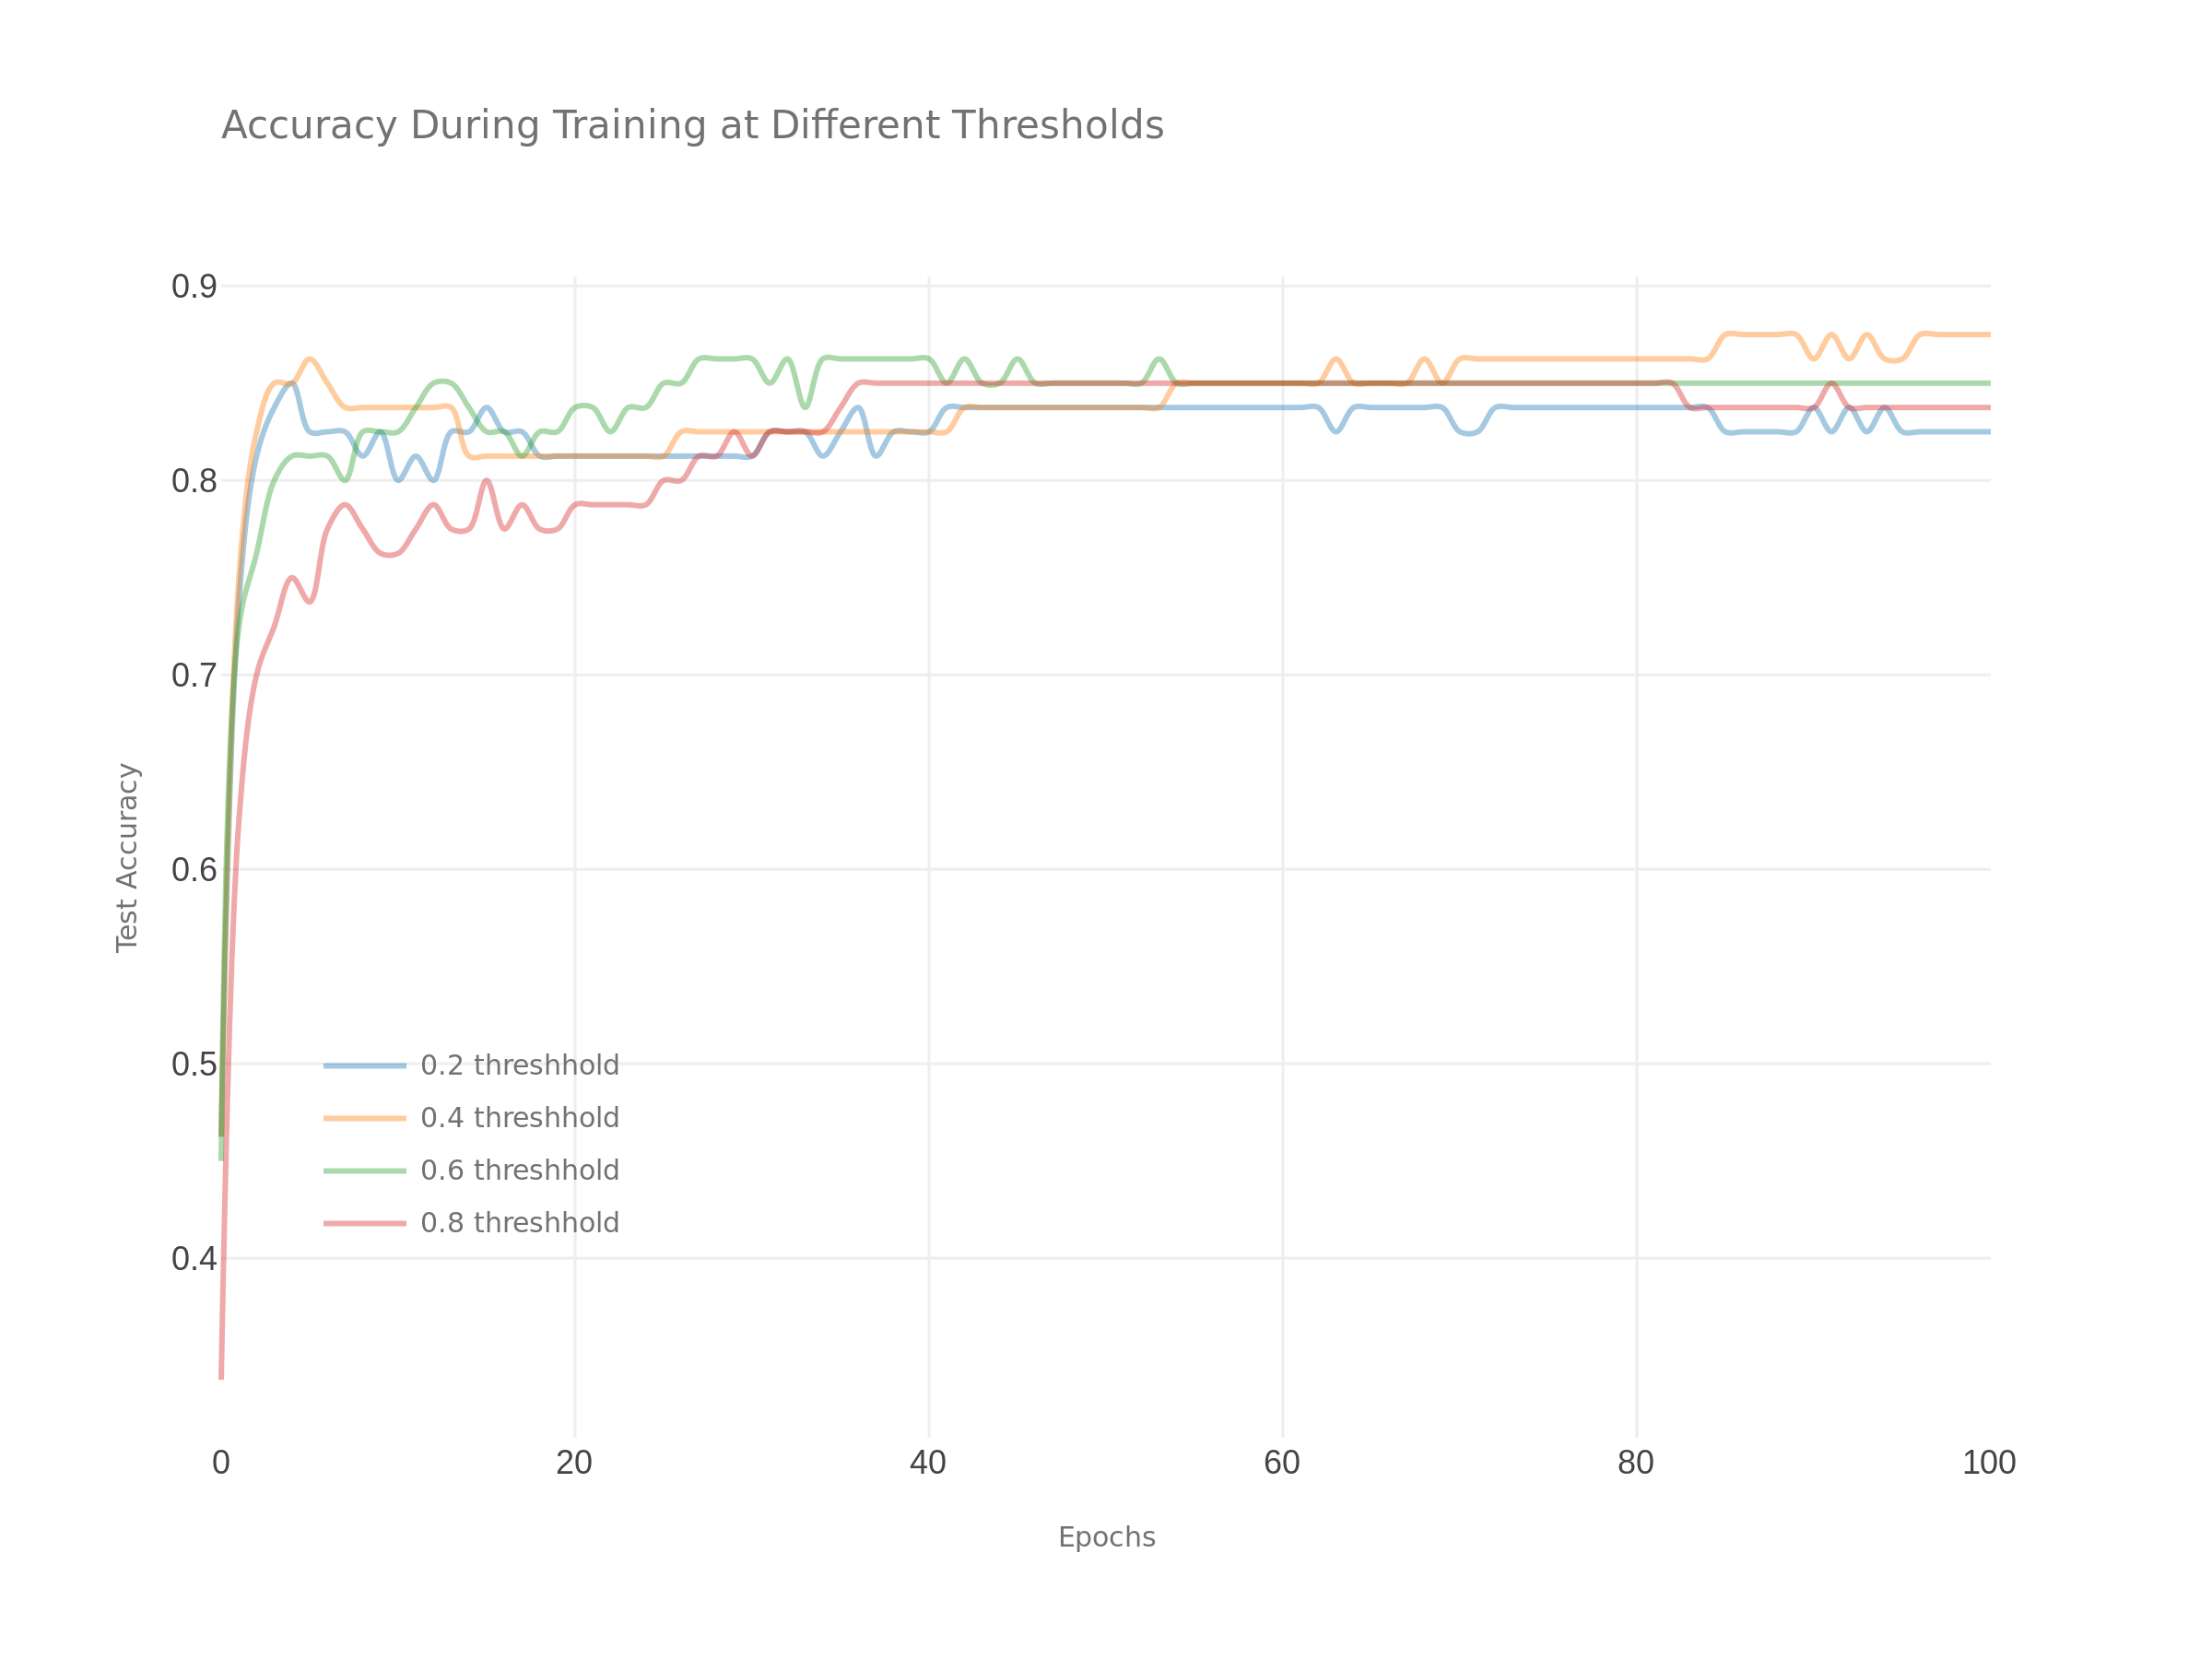 Accuracy During Training at Different Thresholds
0.9
0.8
0.7
0.6
0.5
0.4
Test Accuracy
0.2 threshhold
0.4 threshhold
0.6 threshhold
0.8 threshhold
0
20
40
60
80
100
Epochs